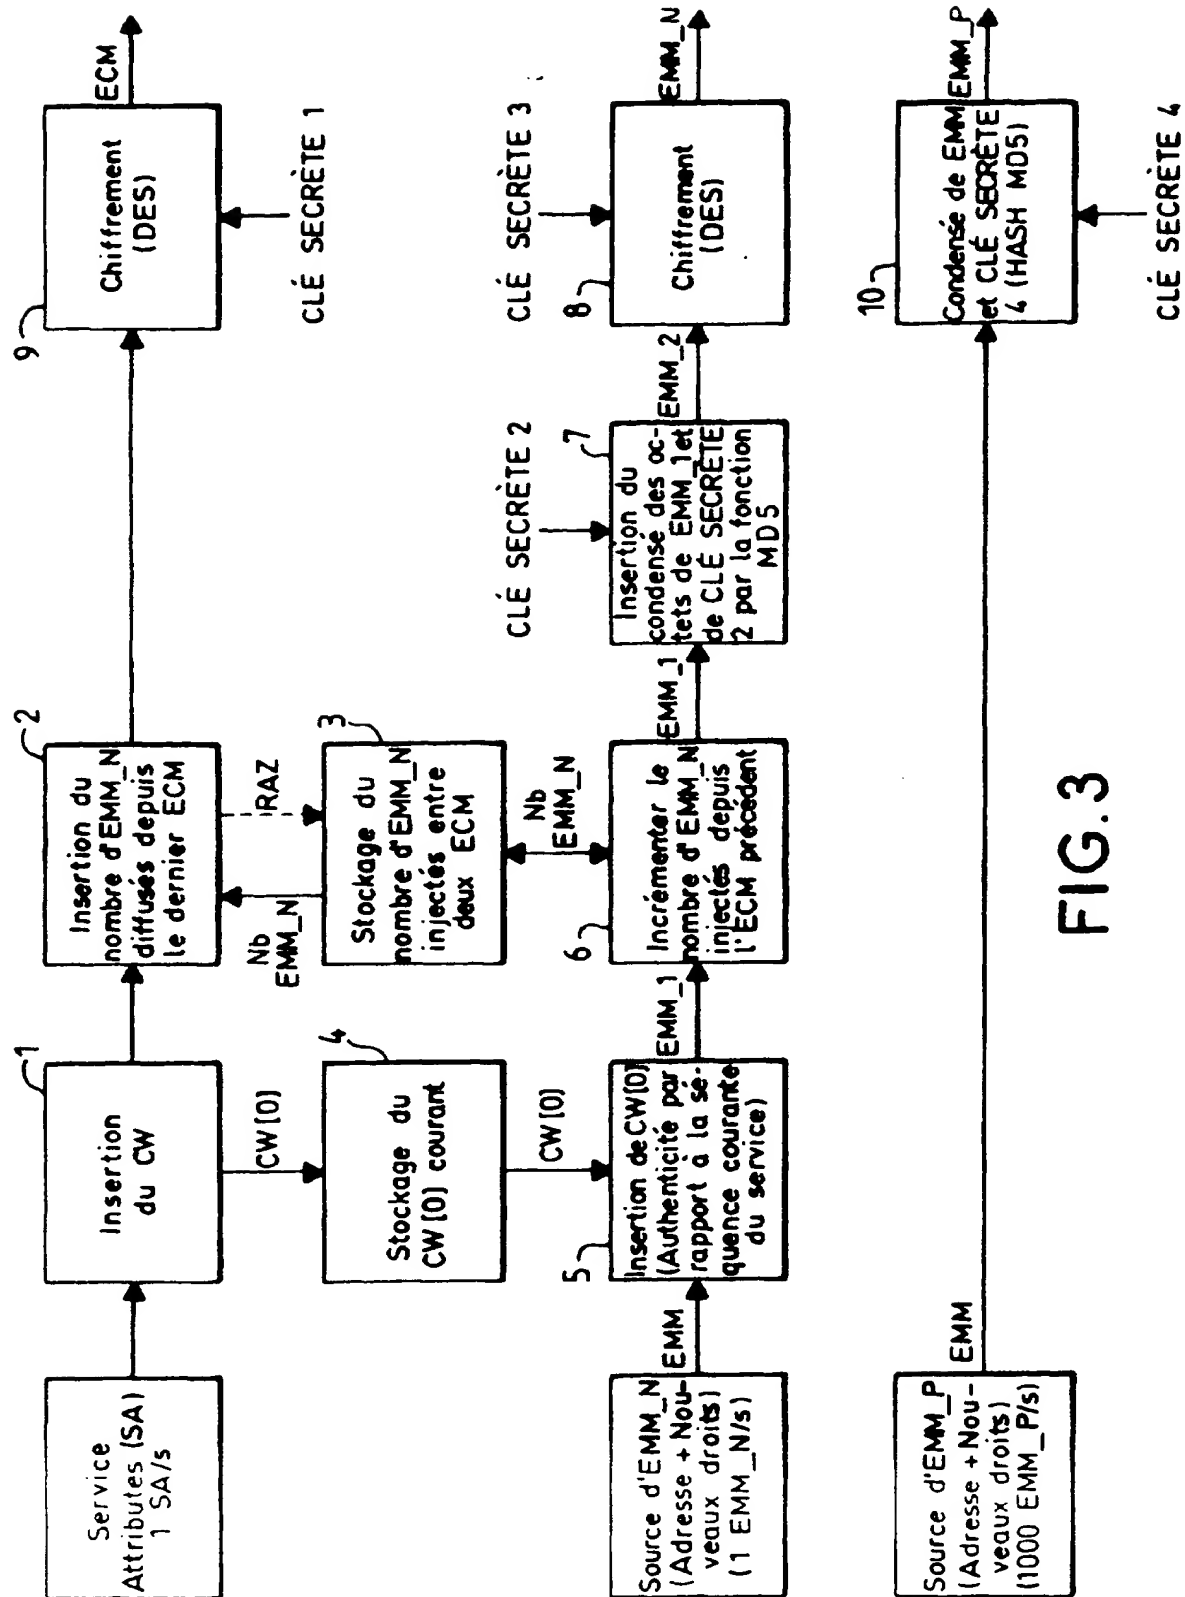 Service
Attributes (SA)
1 SA/s
1
Insertion
du CW
2
Insertion du
nombre d'EMM_N
diffusés depuis
le dernier ECM
9
Chiffrement
(DES)
ECM
CLÉ SECRÈTE 1
CW[0]
4
Stockage du
CW[0] courant
CW[0]
Nb
EMM_N
RAZ
3
Stockage du
nombre d'EMM_N
injectés entre
deux ECM
Nb
EMM_N
Source d'EMM_N
(Adresse + Nou-
veaux droits)
(1 EMM_N/s)
EMM
5
Insertion de CW[0]
(Authenticité par
rapport à la sé-
quence courante
du service)
EMM_1
6
Incrémenter le
nombre d'EMM_N
injectés depuis
l'ECM précédent
EMM_1
CLÉ SECRÈTE 2
7
Insertion du
condensé des oc-
tets de EMM_1 et
de CLÉ SECRÈTE
2 par la fonction
MD5
EMM_2
CLÉ SECRÈTE 3
8
Chiffrement
(DES)
EMM_N
Source d'EMM_P
(Adresse + Nou-
veaux droits)
(1000 EMM_P/s)
EMM
10
Condensé de EMM
et CLÉ SECRÈTE
4 (HASH MD5)
EMM_P
CLÉ SECRÈTE 4
FIG.3